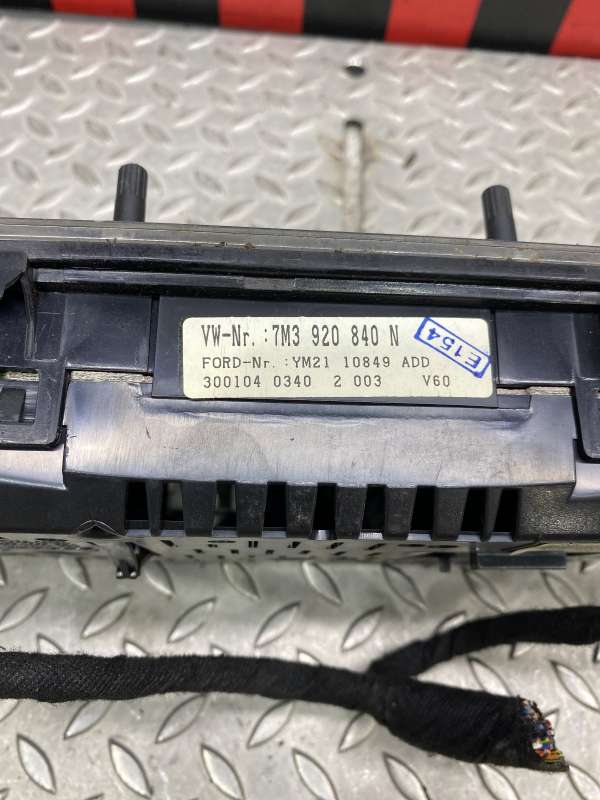 VW-Nr.:7M3 920 840 N
FORD-Nr.:YM21 10849 ADD
300104 0340 2 003 V60
E154